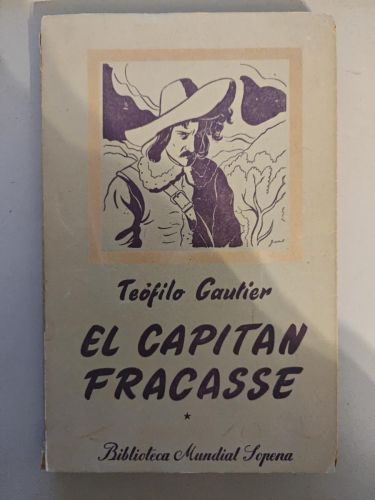 Teófilo Gautier
EL CAPITAN
FRACASSE
*
Biblioteca Mundial Sopena